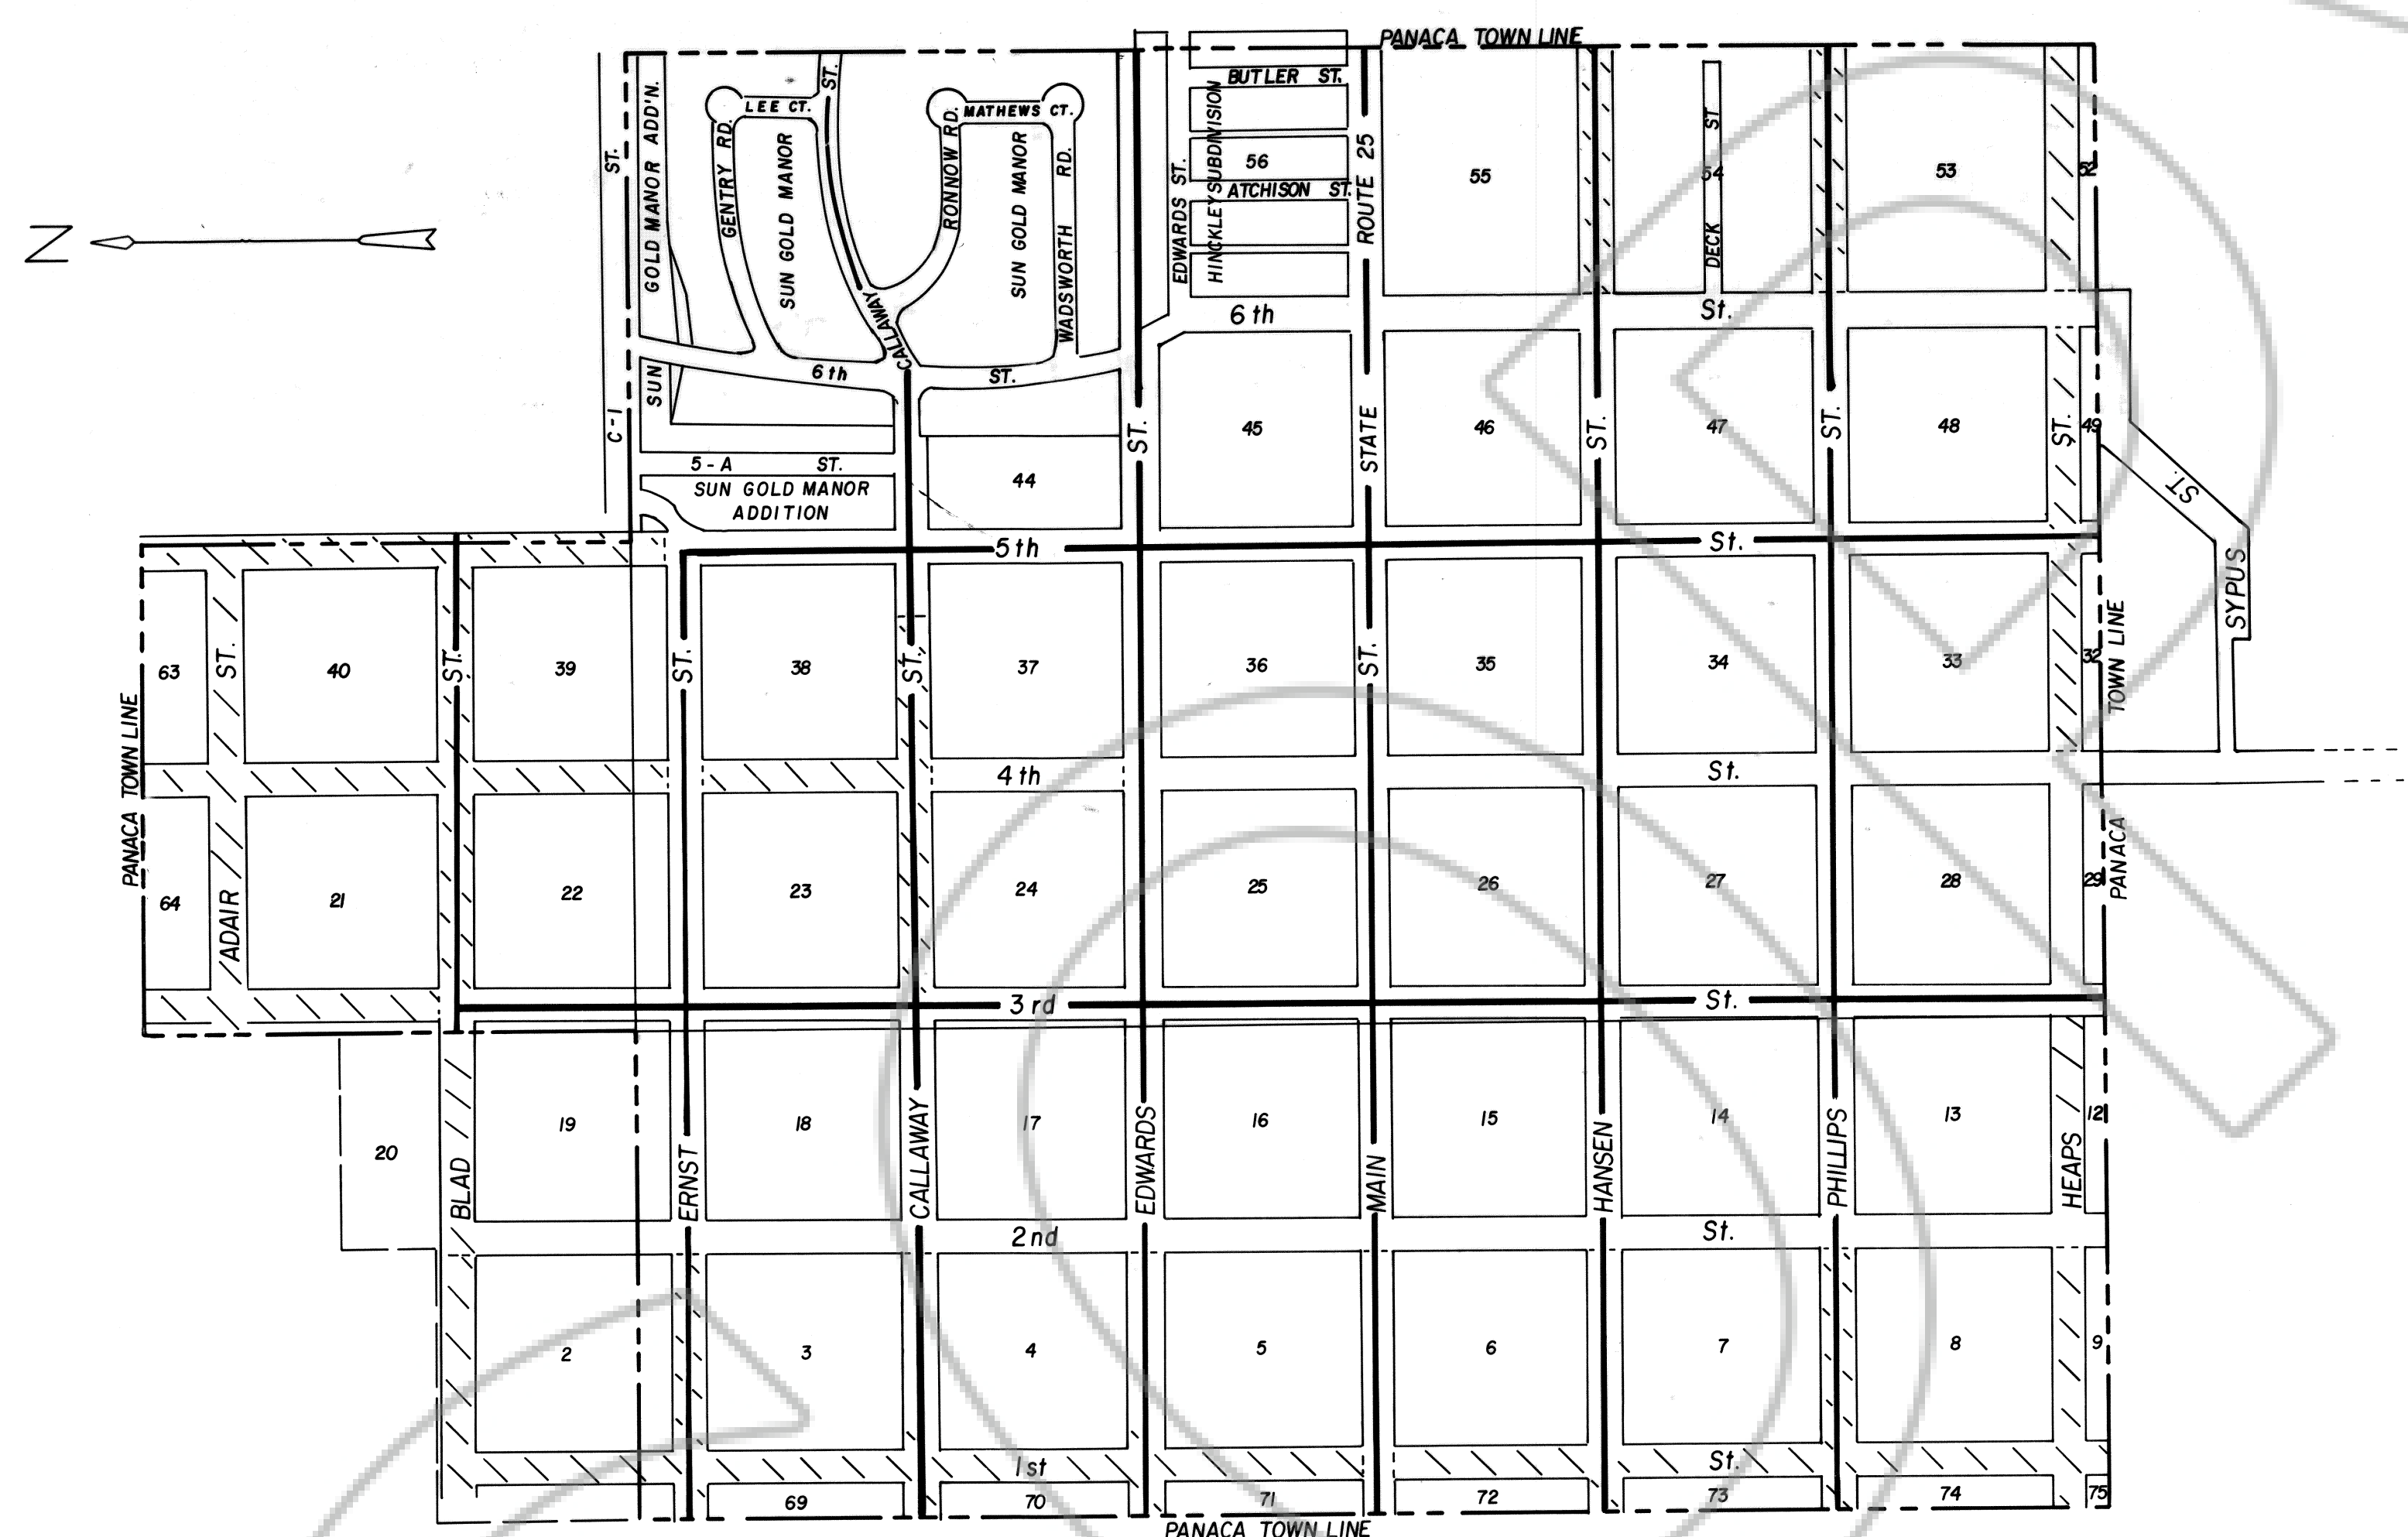 PANACA TOWN LINE
BUTLER ST.
ST.
LEE CT.
MATHEWS CT.
GOLD MANOR ADD'N.
GENTRY RD.
SUN GOLD MANOR
RONNOW RD.
SUN GOLD MANOR
WADSWORTH RD.
EDWARDS ST.
HINCKLEY SUBDIVISION
56
ATCHISON ST.
ROUTE 25
55
54
DECK ST
53
52
ST.
N
CALLAWAY
6th St.
SUN
6th ST.
C-1
ST.
45
STATE
46
ST.
47
ST.
48
ST.
49
5-A ST.
44
SUN GOLD MANOR
ADDITION
ST.
5th St.
SYPUS
63
ST.
40
ST.
39
ST.
38
ST.
37
36
ST.
35
34
33
32
PANACA TOWN LINE
4th St.
PANACA TOWN LINE
64
ADAIR
21
22
23
24
25
26
27
28
29
3rd St.
20
BLAD
19
ERNST
18
CALLAWAY
17
EDWARDS
16
MAIN
15
HANSEN
14
PHILLIPS
13
HEAPS
12
2nd St.
2
3
4
5
6
7
8
9
1st St.
69
70
71
72
73
74
75
PANACA TOWN LINE